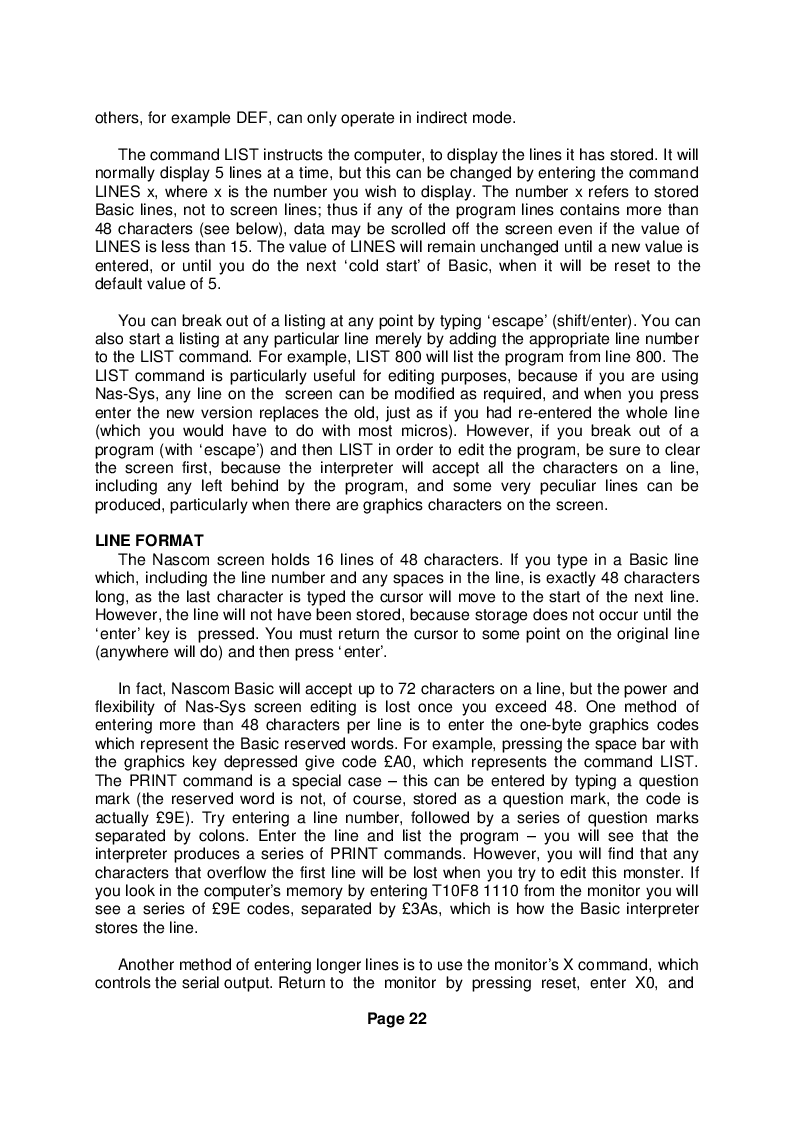 others, for example DEF, can only operate in indirect mode.
The command LIST instructs the computer, to display the lines it has stored. It will
normally display 5 lines at a time, but this can be changed by entering the command
LINES x, where x is the number you wish to display. The number x refers to stored
Basic lines, not to screen lines; thus if any of the program lines contains more than
48 characters (see below), data may be scrolled off the screen even if the value of
LINES is less than 15. The value of LINES will remain unchanged until a new value is
entered, or until you do the next ‘cold start’ of Basic, when it will be reset to the
default value of 5.
You can break out of a listing at any point by typing ‘escape’ (shift/enter). You can
also start a listing at any particular line merely by adding the appropriate line number
to the LIST command. For example, LIST 800 will list the program from line 800. The
LIST command is particularly useful for editing purposes, because if you are using
Nas-Sys, any line on the screen can be modified as required, and when you press
enter the new version replaces the old, just as if you had re-entered the whole line
(which you would have to do with most micros). However, if you break out of a
program (with ‘escape’) and then LIST in order to edit the program, be sure to clear
the screen first, because the interpreter will accept all the characters on a line,
including any left behind by the program, and some very peculiar lines can be
produced, particularly when there are graphics characters on the screen.
LINE FORMAT
The Nascom screen holds 16 lines of 48 characters. If you type in a Basic line
which, including the line number and any spaces in the line, is exactly 48 characters
long, as the last character is typed the cursor will move to the start of the next line.
However, the line will not have been stored, because storage does not occur until the
‘enter’ key is pressed. You must return the cursor to some point on the original line
(anywhere will do) and then press ‘enter’.
In fact, Nascom Basic will accept up to 72 characters on a line, but the power and
flexibility of Nas-Sys screen editing is lost once you exceed 48. One method of
entering more than 48 characters per line is to enter the one-byte graphics codes
which represent the Basic reserved words. For example, pressing the space bar with
the graphics key depressed give code £A0, which represents the command LIST.
The PRINT command is a special case – this can be entered by typing a question
mark (the reserved word is not, of course, stored as a question mark, the code is
actually £9E). Try entering a line number, followed by a series of question marks
separated by colons. Enter the line and list the program – you will see that the
interpreter produces a series of PRINT commands. However, you will find that any
characters that overflow the first line will be lost when you try to edit this monster. If
you look in the computer’s memory by entering T10F8 1110 from the monitor you will
see a series of £9E codes, separated by £3As, which is how the Basic interpreter
stores the line.
Another method of entering longer lines is to use the monitor’s X command, which
controls the serial output. Return to the monitor by pressing reset, enter X0, and
Page 22